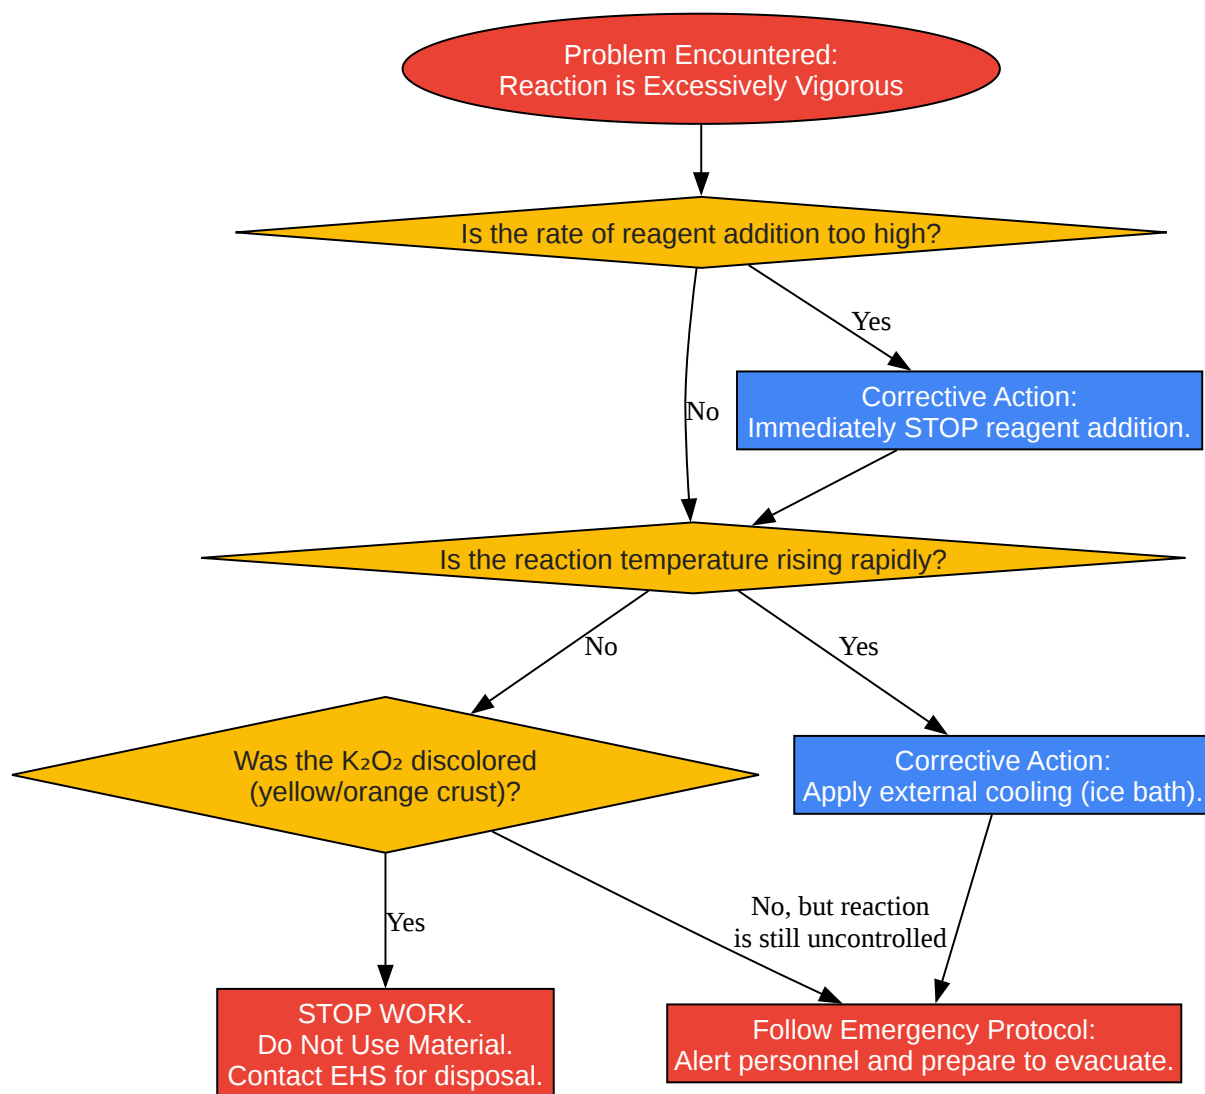 Problem Encountered:
Reaction is Excessively Vigorous
Is the rate of reagent addition too high?
Yes
No
Corrective Action:
Immediately STOP reagent addition.
Is the reaction temperature rising rapidly?
No
Yes
Was the K₂O₂ discolored
(yellow/orange crust)?
Corrective Action:
Apply external cooling (ice bath).
Yes
No, but reaction
is still uncontrolled
STOP WORK.
Do Not Use Material.
Contact EHS for disposal.
Follow Emergency Protocol:
Alert personnel and prepare to evacuate.